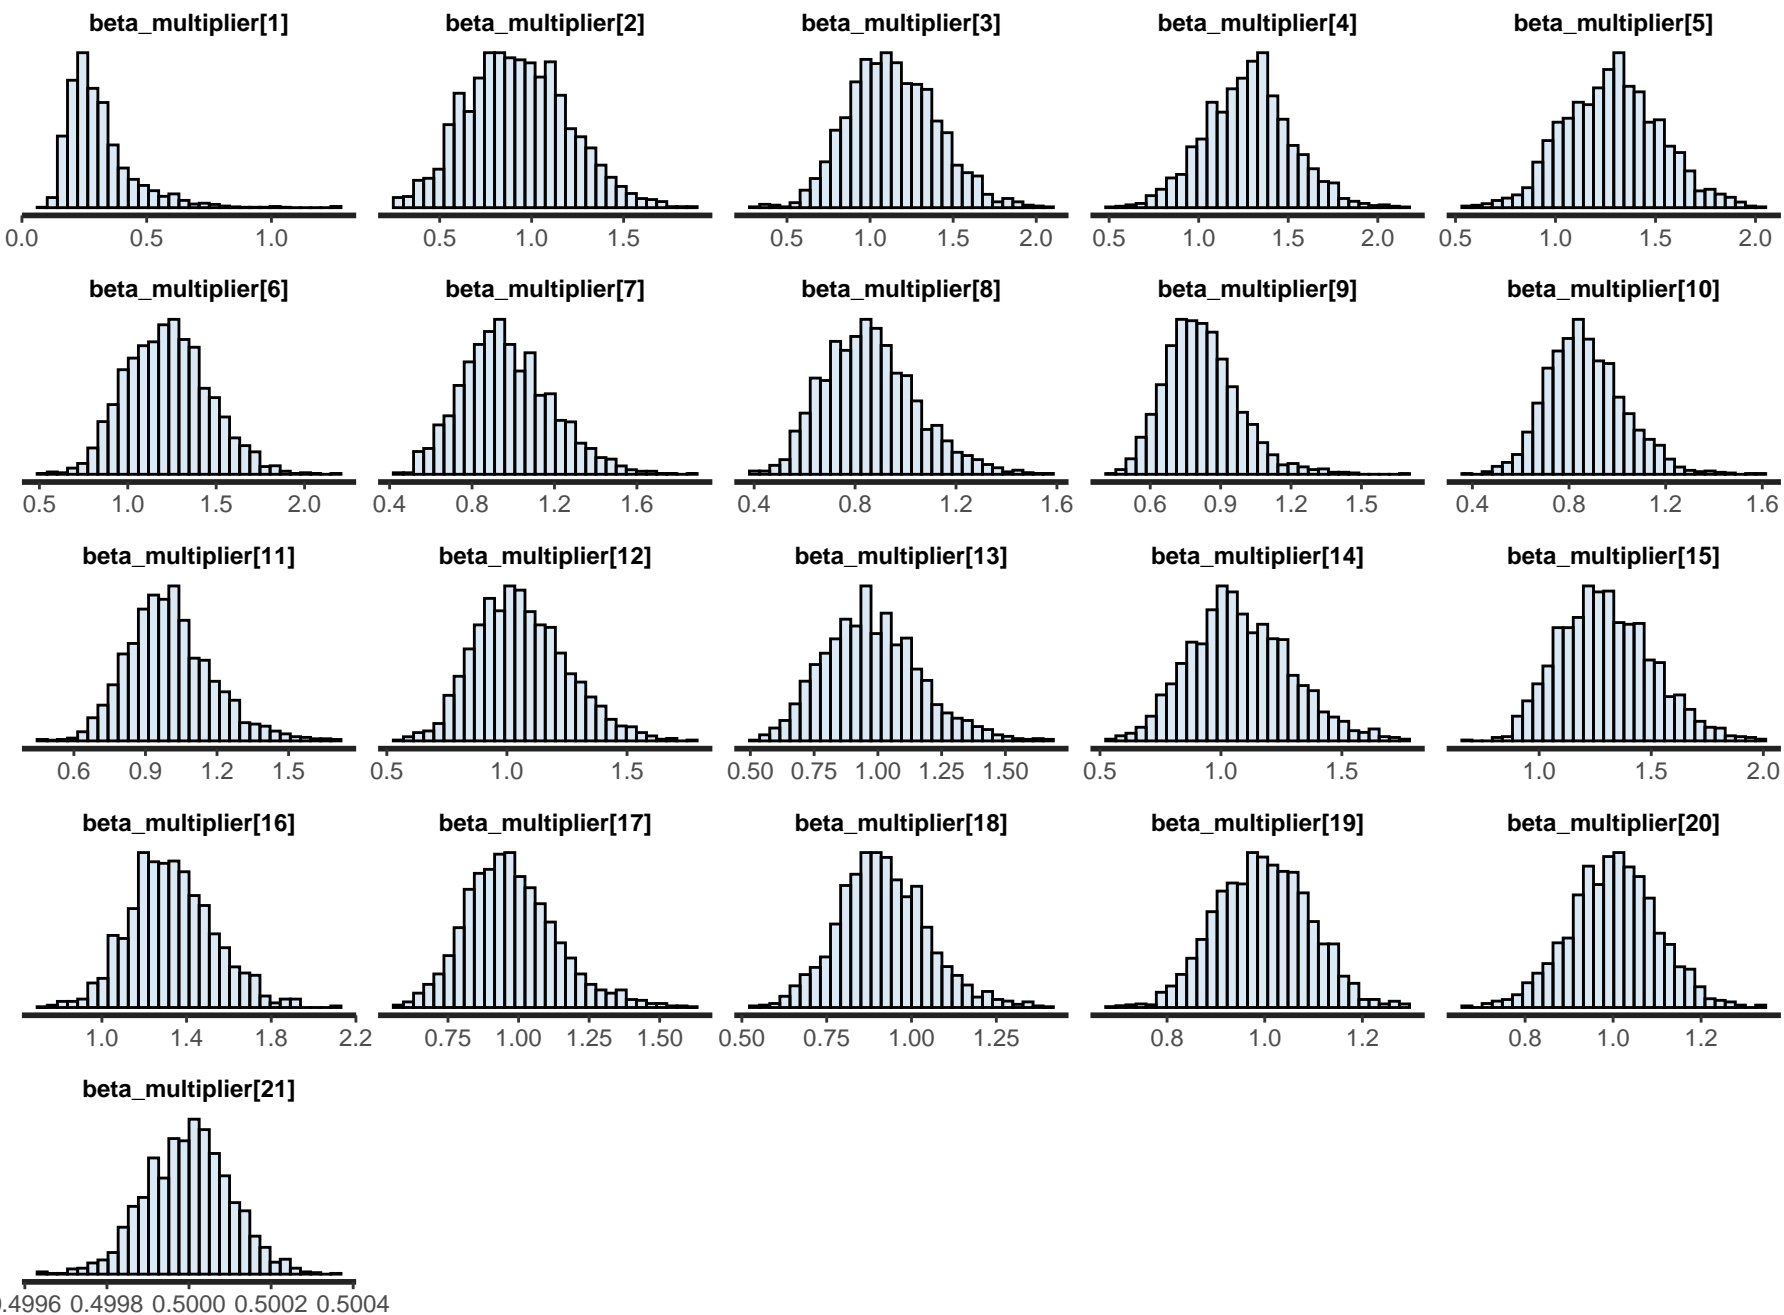 beta_multiplier[1] beta_multiplier[2] beta_multiplier[3] beta_multiplier[4] beta_multiplier[5]
0.0 0.5 1.0 0.5 1.0 1.5 0.5 1.0 1.5 2.0 0.5 1.0 1.5 2.0 0.5 1.0 1.5 2.0
beta_multiplier[6] beta_multiplier[7] beta_multiplier[8] beta_multiplier[9] beta_multiplier[10]
0.5 1.0 1.5 2.0 0.4 0.8 1.2 1.6 0.4 0.8 1.2 1.6 0.6 0.9 1.2 1.5 0.4 0.8 1.2 1.6
beta_multiplier[11] beta_multiplier[12] beta_multiplier[13] beta_multiplier[14] beta_multiplier[15]
0.6 0.9 1.2 1.5 0.5 1.0 1.5 0.50 0.75 1.00 1.25 1.50 0.5 1.0 1.5 1.0 1.5 2.0
beta_multiplier[16] beta_multiplier[17] beta_multiplier[18] beta_multiplier[19] beta_multiplier[20]
1.0 1.4 1.8 2.2 0.75 1.00 1.25 1.50 0.50 0.75 1.00 1.25 0.8 1.0 1.2 0.8 1.0 1.2
beta_multiplier[21]
.4996 0.4998 0.5000 0.5002 0.5004